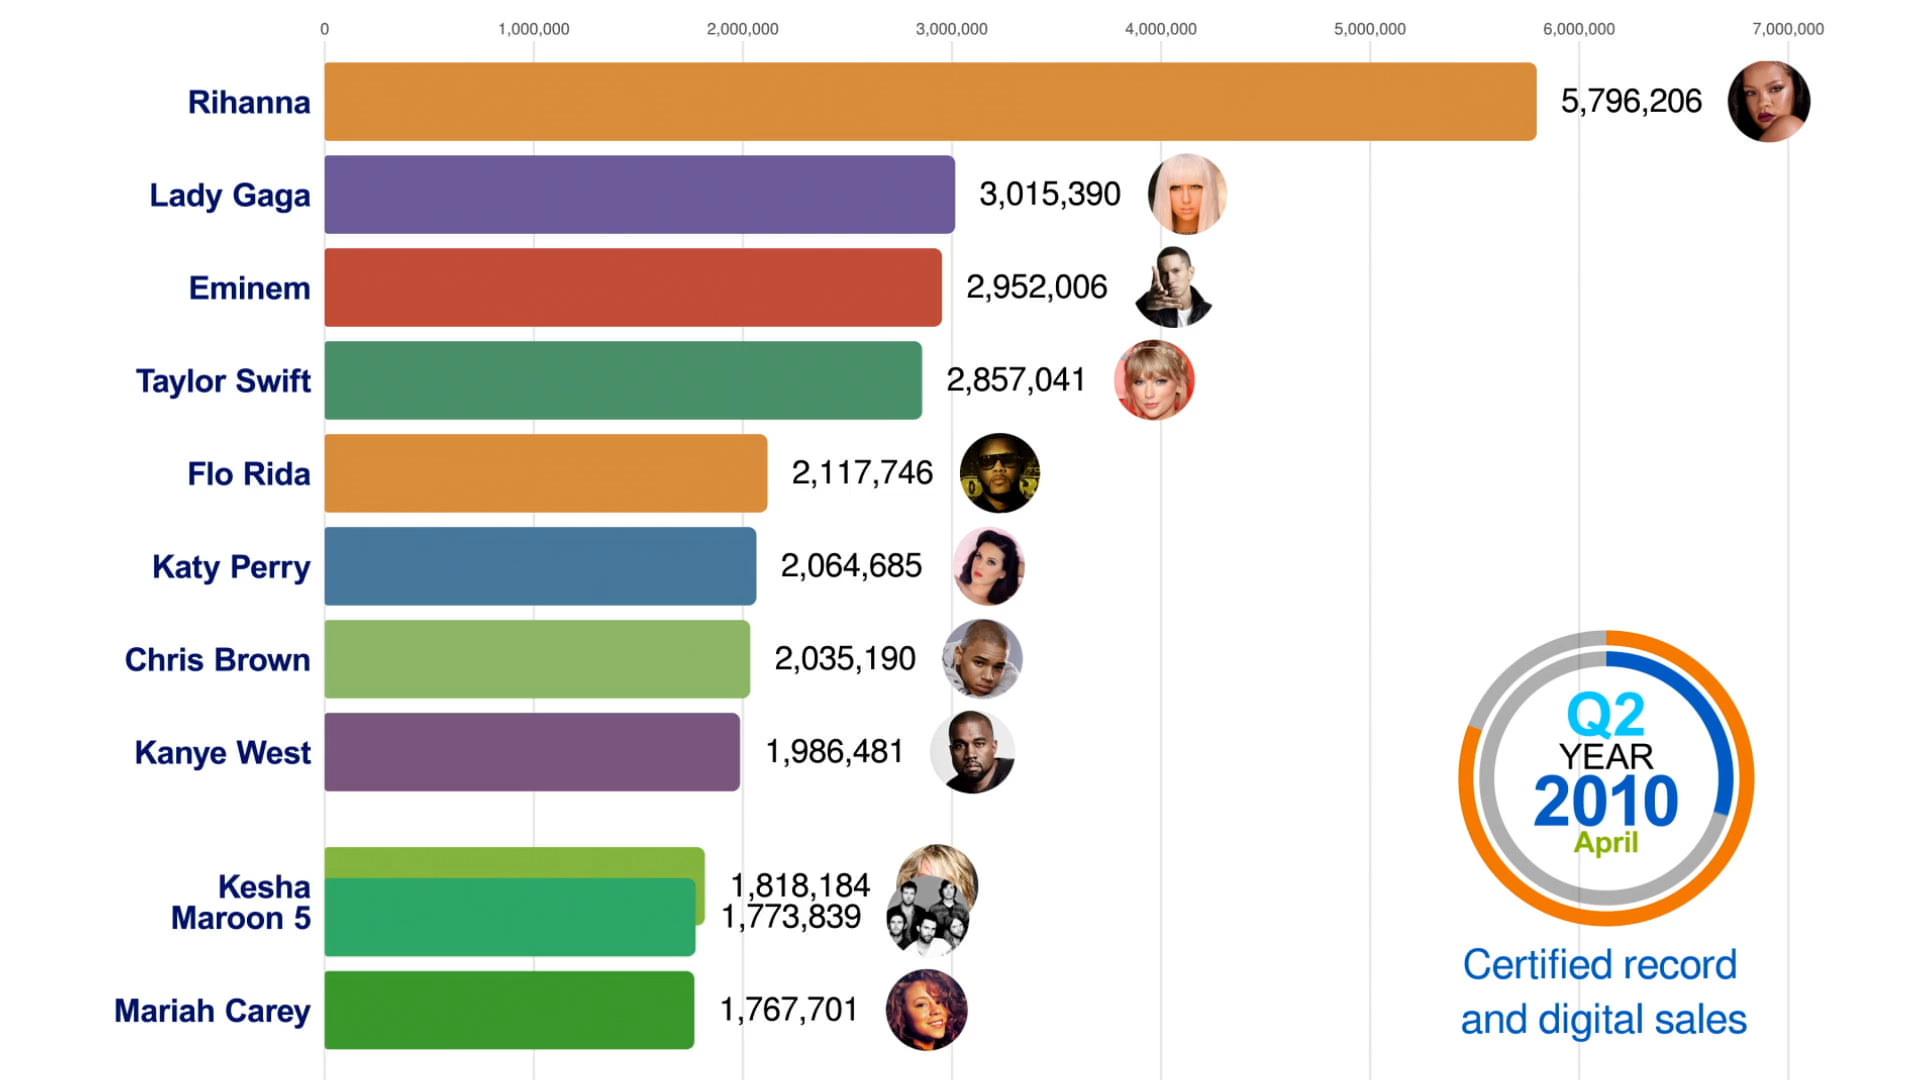 0 1,000,000 2,000,000 3,000,000 4,000,000 5,000,000 6,000,000 7,000,000
Rihanna 5,796,206
Lady Gaga 3,015,390
Eminem 2,952,006
Taylor Swift 2,857,041
Flo Rida 2,117,746
Katy Perry 2,064,685
Chris Brown 2,035,190
Kanye West 1,986,481
Kesha 1,818,184
Maroon 5 1,773,839
Mariah Carey 1,767,701
Q2
YEAR
2010
April
Certified record
and digital sales